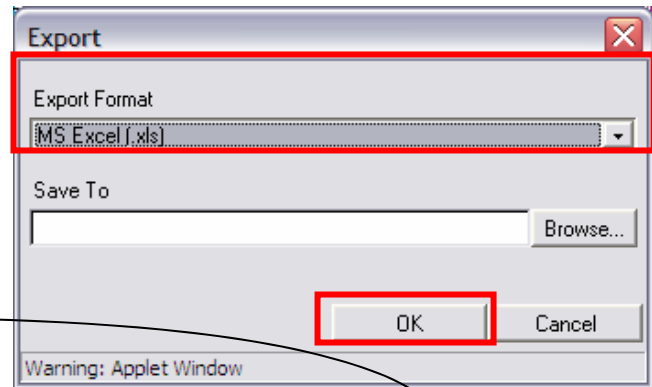 Export
Export Format
MS Excel (.xls)
Save To
Browse...
OK Cancel
Warning: Applet Window